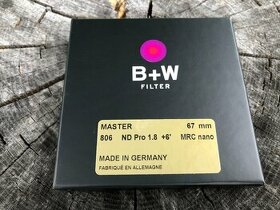 B+W
FILTER
MASTER 67 mm
806 ND Pro 1.8 +6' MRC nano
MADE IN GERMANY
FABRIQUÉ EN ALLEMAGNE